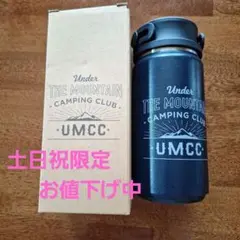 Under
THE MOUNTAIN
CAMPING CLUB
UMCC
Under
THE MOUNTAIN
CAMPING CLUB
UMCC
土日祝限定
お値下げ中